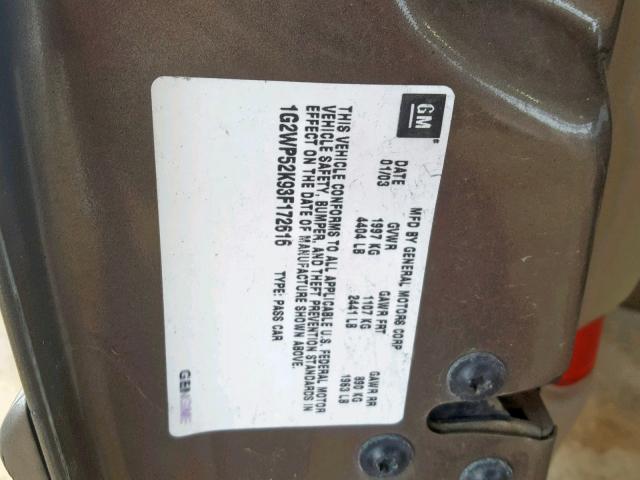 GM
MFD BY GENERAL MOTORS CORP
DATE GVWR GAWR FRT GAWR RR
01/03 1997 KG 1107 KG 890 KG
4404 LB 2441 LB 1963 LB
THIS VEHICLE CONFORMS TO ALL APPLICABLE U.S. FEDERAL MOTOR
VEHICLE SAFETY, BUMPER, AND THEFT PREVENTION STANDARDS IN
EFFECT ON THE DATE OF MANUFACTURE SHOWN ABOVE.
1G2WP52K93F172616 TYPE: PASS CAR